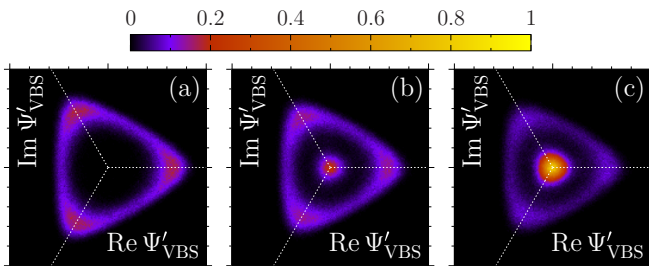 0 0.2 0.4 0.6 0.8 1
(a) (b) (c)
Im Ψ′VBS Im Ψ′VBS Im Ψ′VBS
Re Ψ′VBS Re Ψ′VBS Re Ψ′VBS